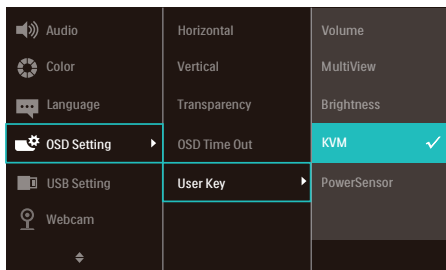 Audio
Color
Language
OSD Setting
USB Setting
Webcam
Horizontal
Vertical
Transparency
OSD Time Out
User Key
Volume
MultiView
Brightness
KVM
PowerSensor